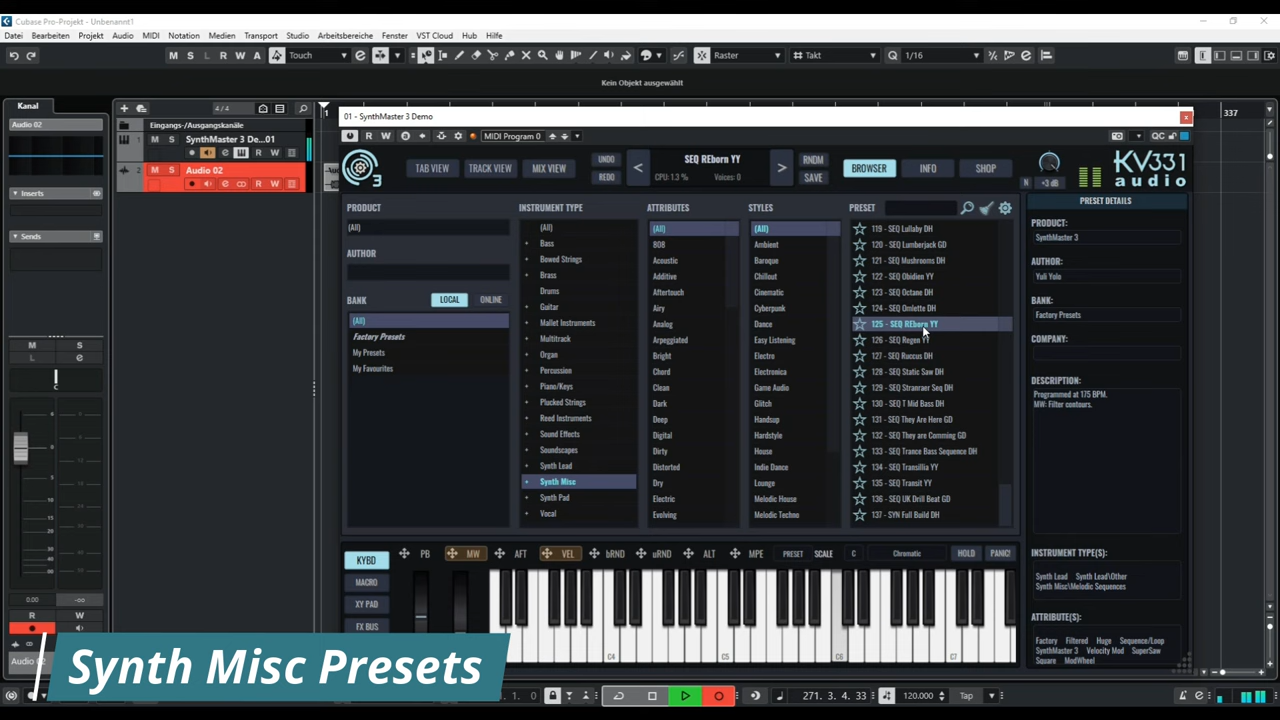 Cubase Pro-Projekt - Unbenannt1
Datei Bearbeiten Projekt Audio MIDI Notation Medien Transport Studio Arbeitsbereiche Fenster VST Cloud Hub Hilfe
M S L R W A Touch Raster Takt Q 1/16
Kein Objekt ausgewählt
Kanal
Audio 02
Inserts
Sends
M S
L
0.00 -∞
R W
4 / 4
1 337
Eingangs-/Ausgangskanäle
1 M S SynthMaster 3 De...01
R W
2 M S Audio 02
R W
01 - SynthMaster 3 Demo
R W MIDI Program 0 QC
3
TAB VIEW TRACK VIEW MIX VIEW
UNDO
REDO
< SEQ REborn YY >
CPU: 1.3 % Voices: 0
RNDM
SAVE
BROWSER INFO SHOP
N +3 dB
KV331
audio
PRODUCT
(All)
AUTHOR
BANK LOCAL ONLINE
(All)
Factory Presets
My Presets
My Favourites
INSTRUMENT TYPE
(All)
+ Bass
+ Bowed Strings
+ Brass
Drums
+ Guitar
+ Mallet Instruments
+ Multitrack
+ Organ
+ Percussion
+ Piano/Keys
+ Plucked Strings
+ Reed Instruments
+ Sound Effects
+ Soundscapes
+ Synth Lead
+ Synth Misc
+ Synth Pad
+ Vocal
ATTRIBUTES
(All)
808
Acoustic
Additive
Aftertouch
Airy
Analog
Arpeggiated
Bright
Chord
Clean
Dark
Deep
Digital
Dirty
Distorted
Dry
Electric
Evolving
STYLES
(All)
Ambient
Baroque
Chillout
Cinematic
Cyberpunk
Dance
Easy Listening
Electro
Electronica
Game Audio
Glitch
Handsup
Hardstyle
House
Indie Dance
Lounge
Melodic House
Melodic Techno
PRESET
119 - SEQ Lullaby DH
120 - SEQ Lumberjack GD
121 - SEQ Mushrooms DH
122 - SEQ Obidien YY
123 - SEQ Octane DH
124 - SEQ Omlette DH
125 - SEQ REborn YY
126 - SEQ Regen YY
127 - SEQ Ruccus DH
128 - SEQ Static Saw DH
129 - SEQ Stranraer Seq DH
130 - SEQ T Mid Bass DH
131 - SEQ They Are Here GD
132 - SEQ They are Comming GD
133 - SEQ Trance Bass Sequence DH
134 - SEQ Transillia YY
135 - SEQ Transit YY
136 - SEQ UK Drill Beat GD
137 - SYN Full Build DH
PRESET DETAILS
PRODUCT:
SynthMaster 3
AUTHOR:
Yuli Yolo
BANK:
Factory Presets
COMPANY:
DESCRIPTION:
Programmed at 175 BPM.
MW: Filter contours.
INSTRUMENT TYPE(S):
Synth Lead Synth Lead\Other
Synth Misc\Melodic Sequences
ATTRIBUTE(S):
Factory Filtered Huge Sequence/Loop
SynthMaster 3 Velocity Mod SuperSaw
Square ModWheel
KYBD
MACRO
XY PAD
FX BUS
PB MW AFT VEL bRND uRND ALT MPE PRESET SCALE C Chromatic HOLD PANIC!
C4 C5 C6 C7
Synth Misc Presets
271. 3. 4. 33 120.000 Tap